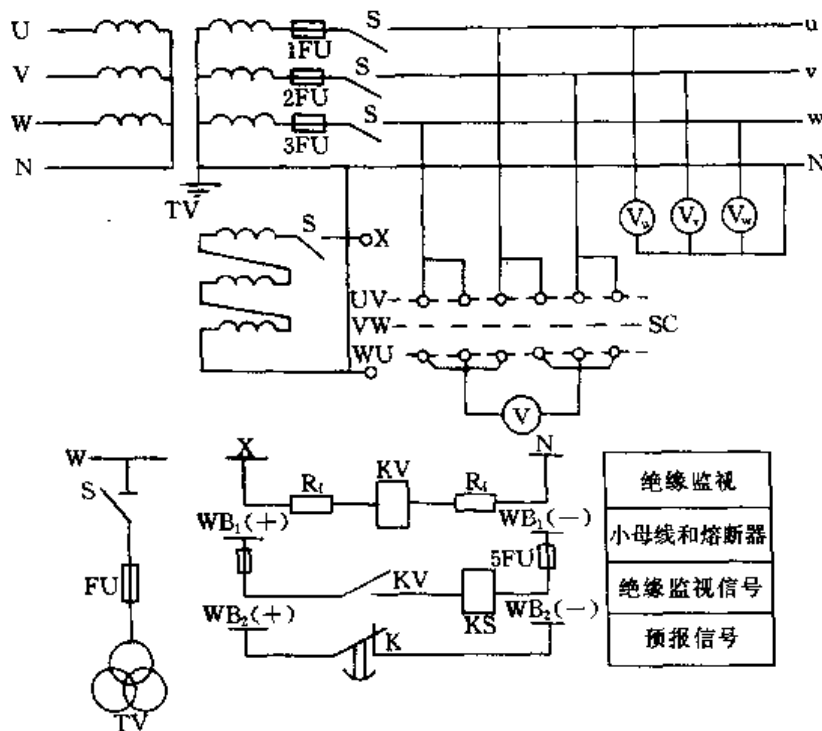 U
V
W
N
1FU
2FU
3FU
S
S
S
u
v
w
N
TV
Vu
Vv
Vw
S
X
UV
VW
WU
SC
V
W
S
FU
TV
X
N
Rf
KV
Rf
WB₁(+)
WB₁(−)
5FU
KV
KS
WB₂(+)
WB₂(−)
K
绝缘监视
小母线和熔断器
绝缘监视信号
预报信号